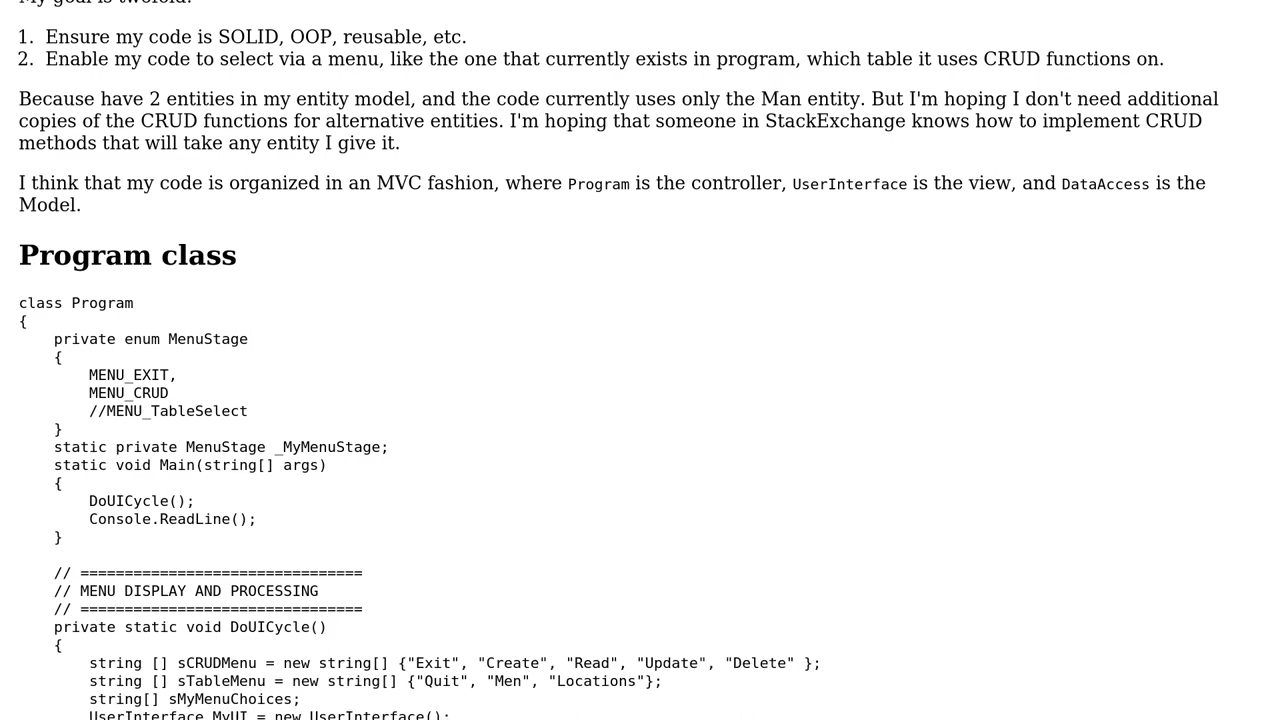 My goal is twofold:
1. Ensure my code is SOLID, OOP, reusable, etc.
2. Enable my code to select via a menu, like the one that currently exists in program, which table it uses CRUD functions on.
Because have 2 entities in my entity model, and the code currently uses only the Man entity. But I'm hoping I don't need additional
copies of the CRUD functions for alternative entities. I'm hoping that someone in StackExchange knows how to implement CRUD
methods that will take any entity I give it.
I think that my code is organized in an MVC fashion, where Program is the controller, UserInterface is the view, and DataAccess is the
Model.
Program class
class Program
{
    private enum MenuStage
    {
        MENU_EXIT,
        MENU_CRUD
        //MENU_TableSelect
    }
    static private MenuStage _MyMenuStage;
    static void Main(string[] args)
    {
        DoUICycle();
        Console.ReadLine();
    }
    // ================================
    // MENU DISPLAY AND PROCESSING
    // ================================
    private static void DoUICycle()
    {
        string [] sCRUDMenu = new string[] {"Exit", "Create", "Read", "Update", "Delete" };
        string [] sTableMenu = new string[] {"Quit", "Men", "Locations"};
        string[] sMyMenuChoices;
        UserInterface MyUI = new UserInterface();